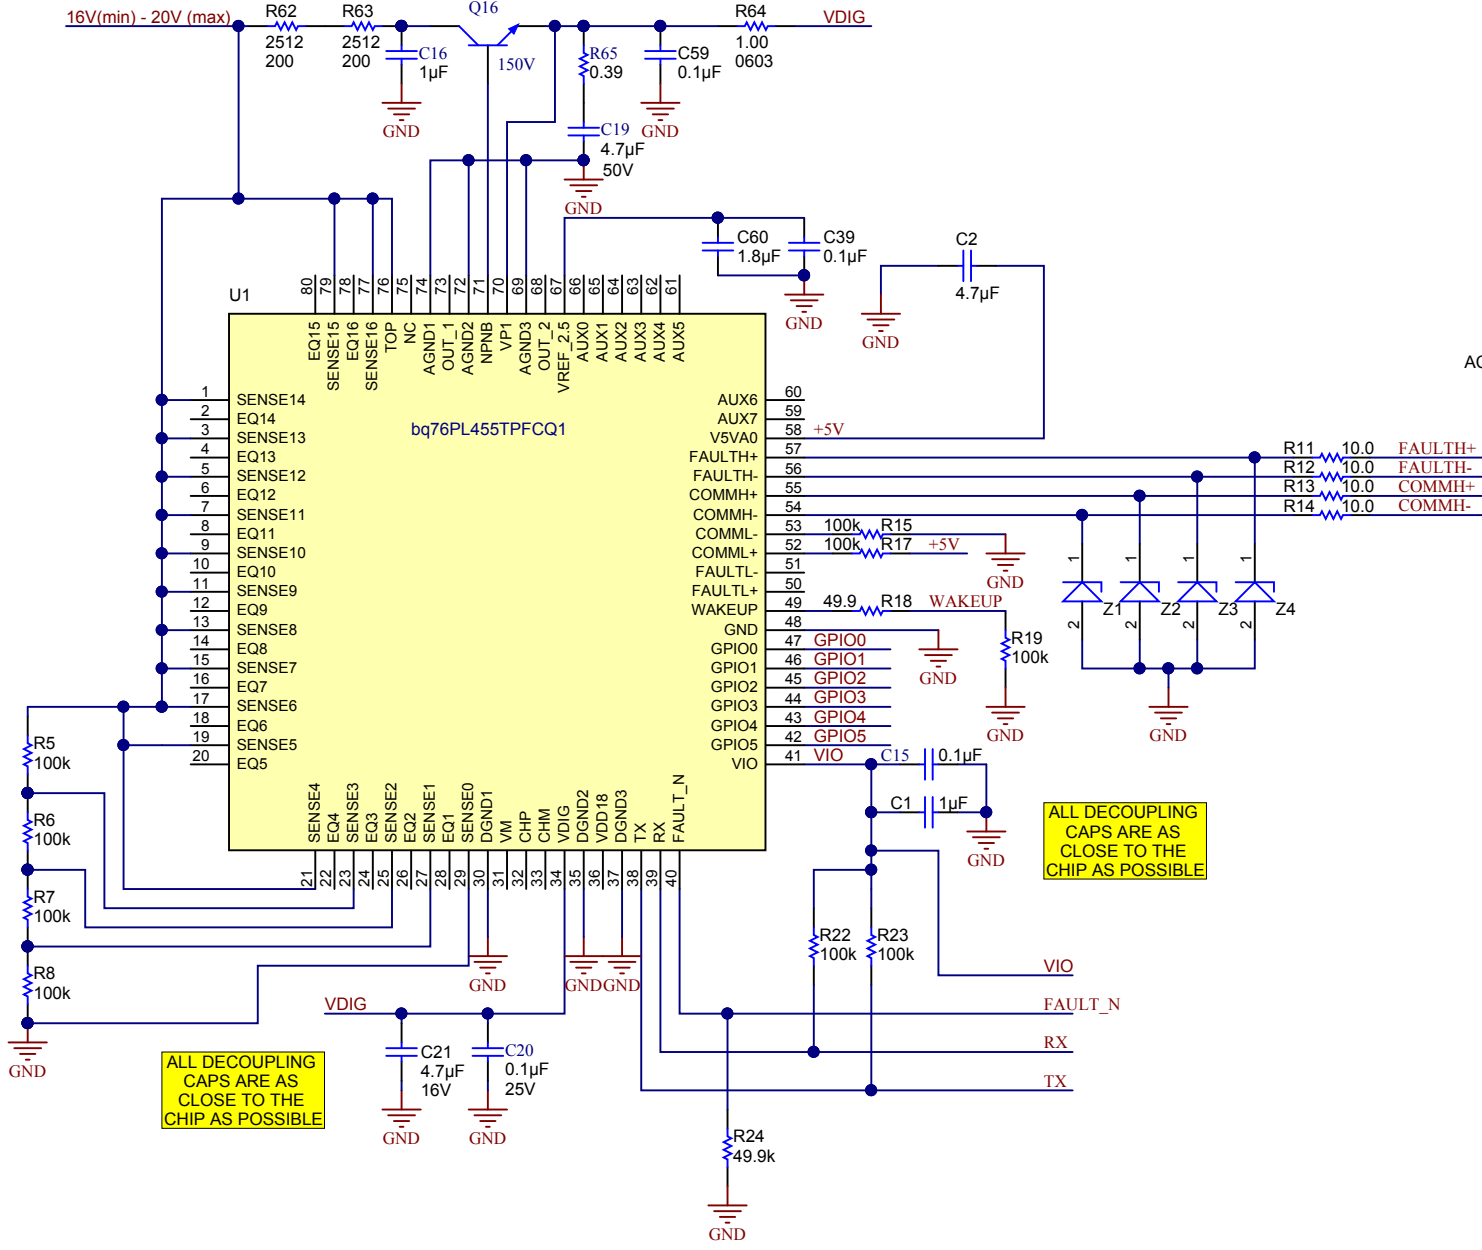 16V(min) - 20V (max)
R62
2512
200
R63
2512
200
C16
1µF
GND
Q16
150V
R65
0.39
C19
4.7µF
50V
GND
C59
0.1µF
GND
R64
1.00
0603
VDIG
C60
1.8µF
C39
0.1µF
GND
C2
4.7µF
GND
AC
U1
80 79 78 77 76 75 74 73 72 71 70 69 68 67 66 65 64 63 62 61
EQ15 SENSE15 EQ16 SENSE16 TOP NC AGND1 OUT_1 AGND2 NPNB VP1 AGND3 OUT_2 VREF_2.5 AUX0 AUX1 AUX2 AUX3 AUX4 AUX5
bq76PL455TPFCQ1
1 SENSE14
2 EQ14
3 SENSE13
4 EQ13
5 SENSE12
6 EQ12
7 SENSE11
8 EQ11
9 SENSE10
10 EQ10
11 SENSE9
12 EQ9
13 SENSE8
14 EQ8
15 SENSE7
16 EQ7
17 SENSE6
18 EQ6
19 SENSE5
20 EQ5
AUX6 60
AUX7 59
V5VA0 58 +5V
FAULTH+ 57
FAULTH- 56
COMMH+ 55
COMMH- 54
COMML- 53
COMML+ 52
FAULTL- 51
FAULTL+ 50
WAKEUP 49
GND 48
GPIO0 47 GPIO0
GPIO1 46 GPIO1
GPIO2 45 GPIO2
GPIO3 44 GPIO3
GPIO4 43 GPIO4
GPIO5 42 GPIO5
VIO 41 VIO
R11 10.0 FAULTH+
R12 10.0 FAULTH-
R13 10.0 COMMH+
R14 10.0 COMMH-
100k R15
100k R17 +5V
GND
49.9 R18 WAKEUP
R19
100k
GND
GND
1 1 1 1
Z1 Z2 Z3 Z4
2 2 2 2
GND
C15 0.1µF
C1 1µF
GND
ALL DECOUPLING
CAPS ARE AS
CLOSE TO THE
CHIP AS POSSIBLE
SENSE4 EQ4 SENSE3 EQ3 SENSE2 EQ2 SENSE1 EQ1 SENSE0 DGND1 VM CHP CHM VDIG DGND2 VDD18 DGND3 TX RX FAULT_N
21 22 23 24 25 26 27 28 29 30 31 32 33 34 35 36 37 38 39 40
R5
100k
R6
100k
R7
100k
R8
100k
GND
GND
GND
GND
R22
100k
R23
100k
VIO
FAULT_N
RX
TX
VDIG
C21
4.7µF
16V
GND
C20
0.1µF
25V
GND
ALL DECOUPLING
CAPS ARE AS
CLOSE TO THE
CHIP AS POSSIBLE
R24
49.9k
GND